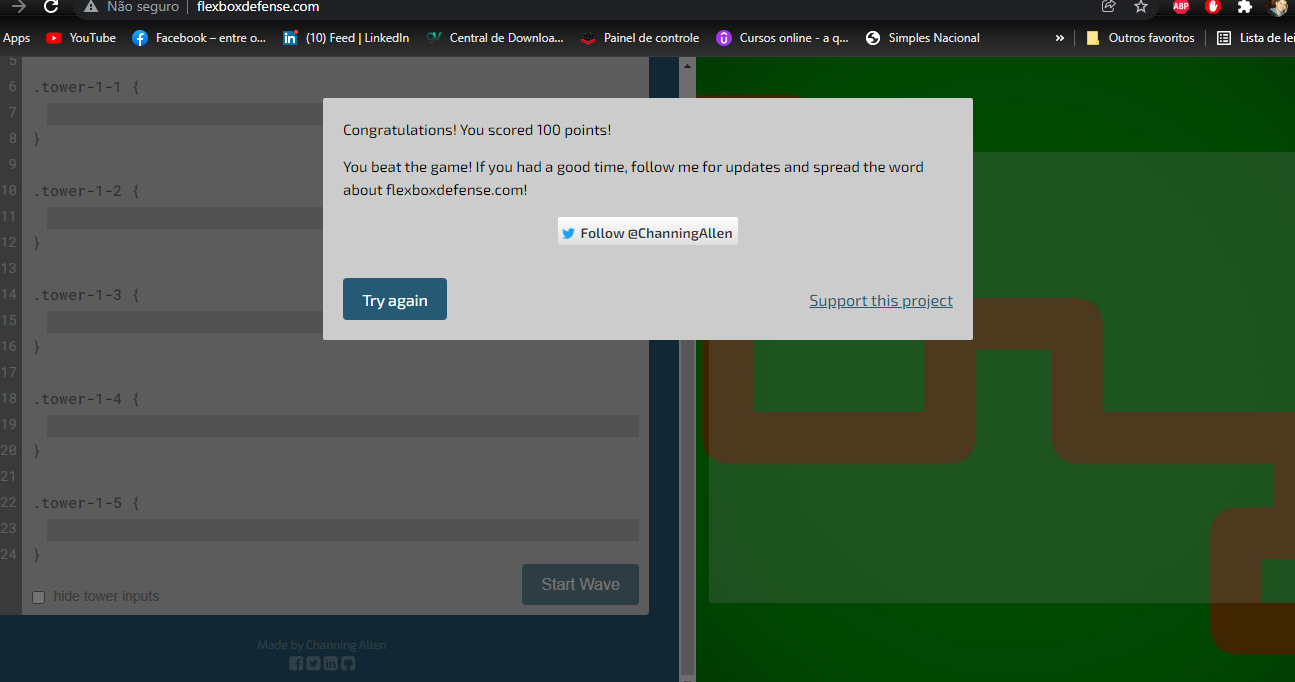 Não seguro flexboxdefense.com ABP
Apps YouTube Facebook – entre o... (10) Feed | LinkedIn Central de Downloa... Painel de controle Cursos online - a q... Simples Nacional » Outros favoritos Lista de lei
5
6 .tower-1-1 {
7
8 }
9
10 .tower-1-2 {
11
12 }
13
14 .tower-1-3 {
15
16 }
17
18 .tower-1-4 {
19
20 }
21
22 .tower-1-5 {
23
24 }
hide tower inputs
Start Wave
Made by Channing Allen
Congratulations! You scored 100 points!
You beat the game! If you had a good time, follow me for updates and spread the word
about flexboxdefense.com!
Follow @ChanningAllen
Try again
Support this project